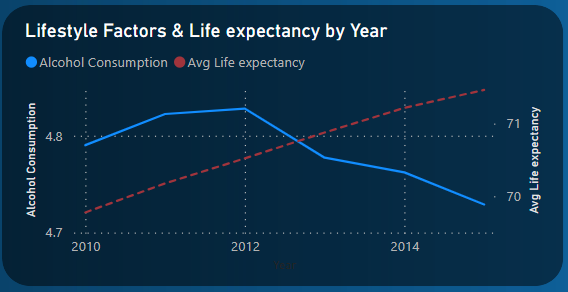 Lifestyle Factors & Life expectancy by Year
Alcohol Consumption Avg Life expectancy
Alcohol Consumption
4.8
4.7
2010 2012 2014
Year
71
70
Avg Life expectancy